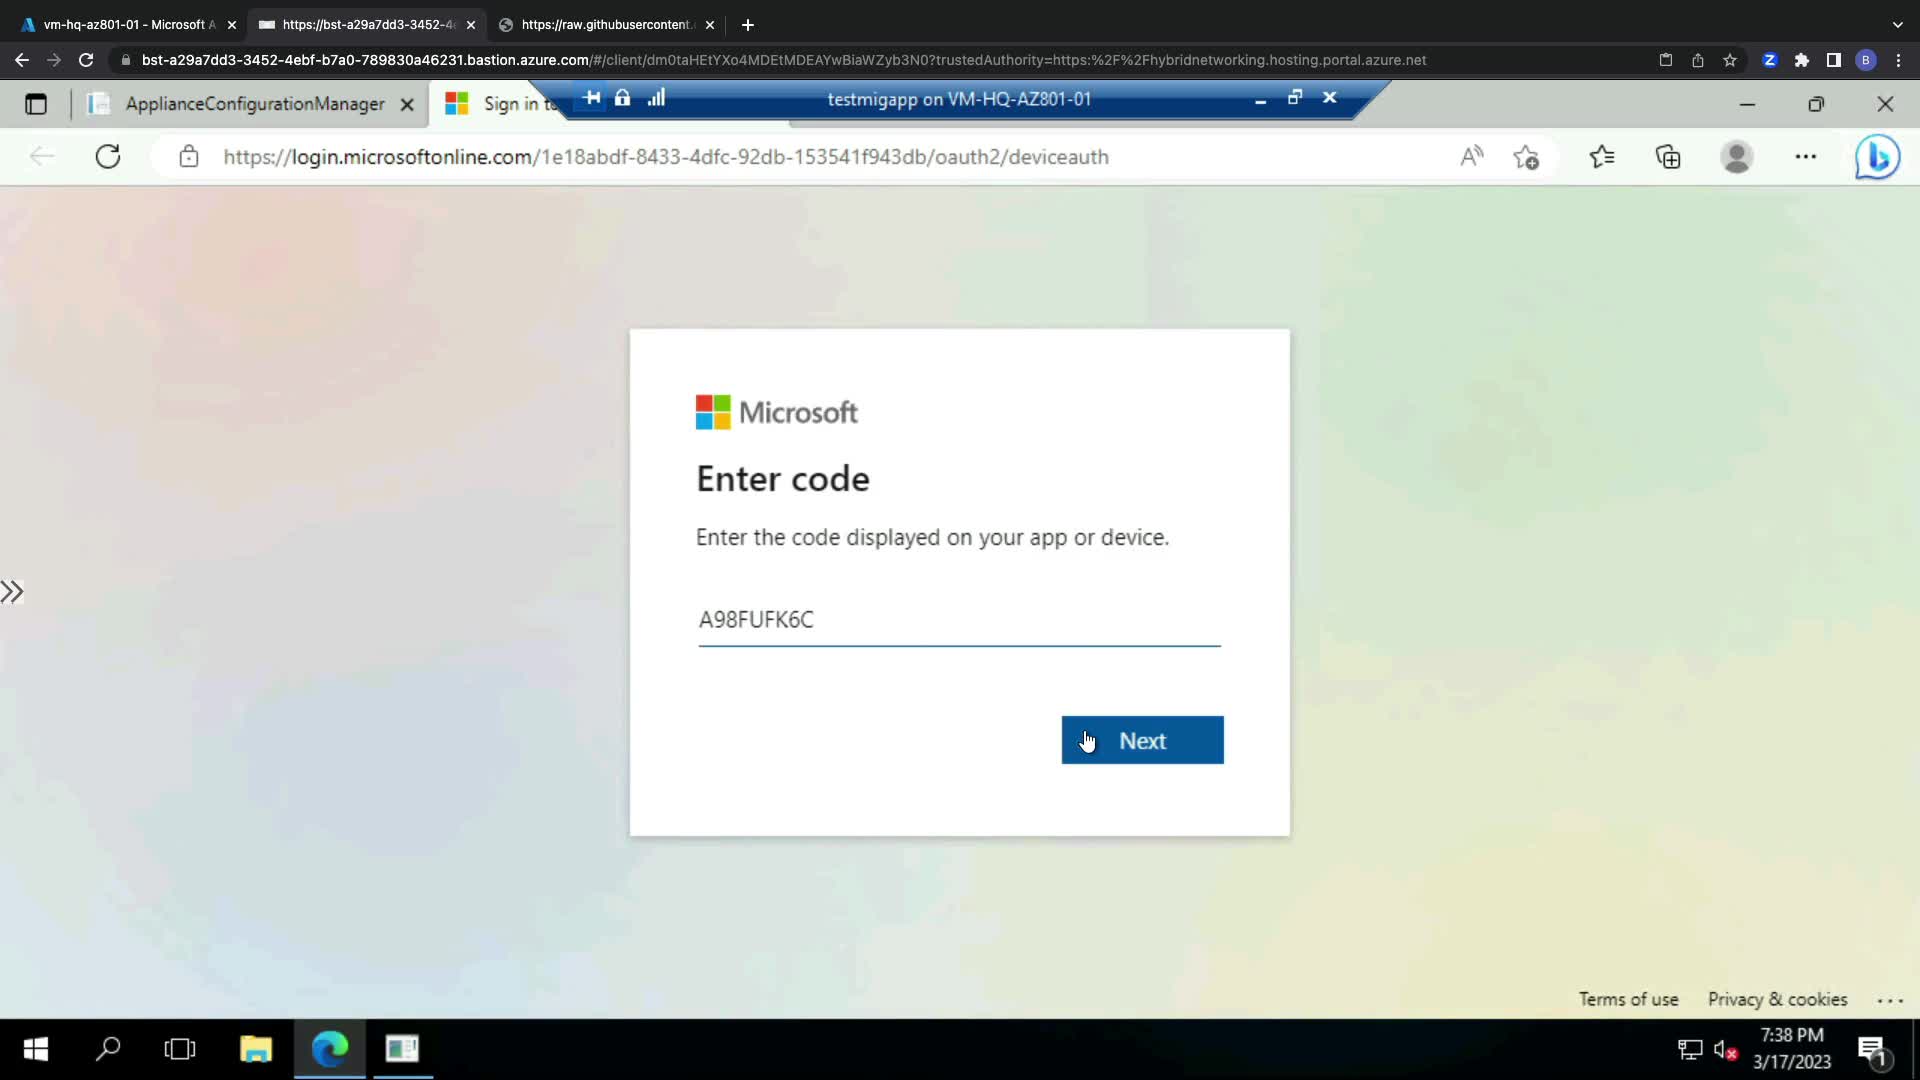 vm-hq-az801-01 - Microsoft A
https://bst-a29a7dd3-3452-4e
https://raw.githubusercontent.
bst-a29a7dd3-3452-4ebf-b7a0-789830a46231.bastion.azure.com/#/client/dm0taHEtYXo4MDEtMDEAYwBiaWZyb3N0?trustedAuthority=https:%2F%2Fhybridnetworking.hosting.portal.azure.net
B
ApplianceConfigurationManager
Sign in to
testmigapp on VM-HQ-AZ801-01
https://login.microsoftonline.com/1e18abdf-8433-4dfc-92db-153541f943db/oauth2/deviceauth
Microsoft
Enter code
Enter the code displayed on your app or device.
A98FUFK6C
Next
Terms of use
Privacy & cookies
7:38 PM
3/17/2023
1